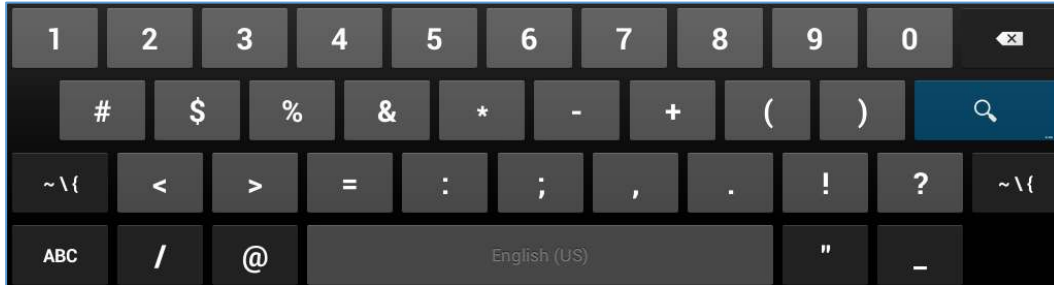 1 2 3 4 5 6 7 8 9 0
# $ % & * - + ( )
~ \ { < > = : ; , . ! ? ~ \ {
ABC / @ English (US) " _